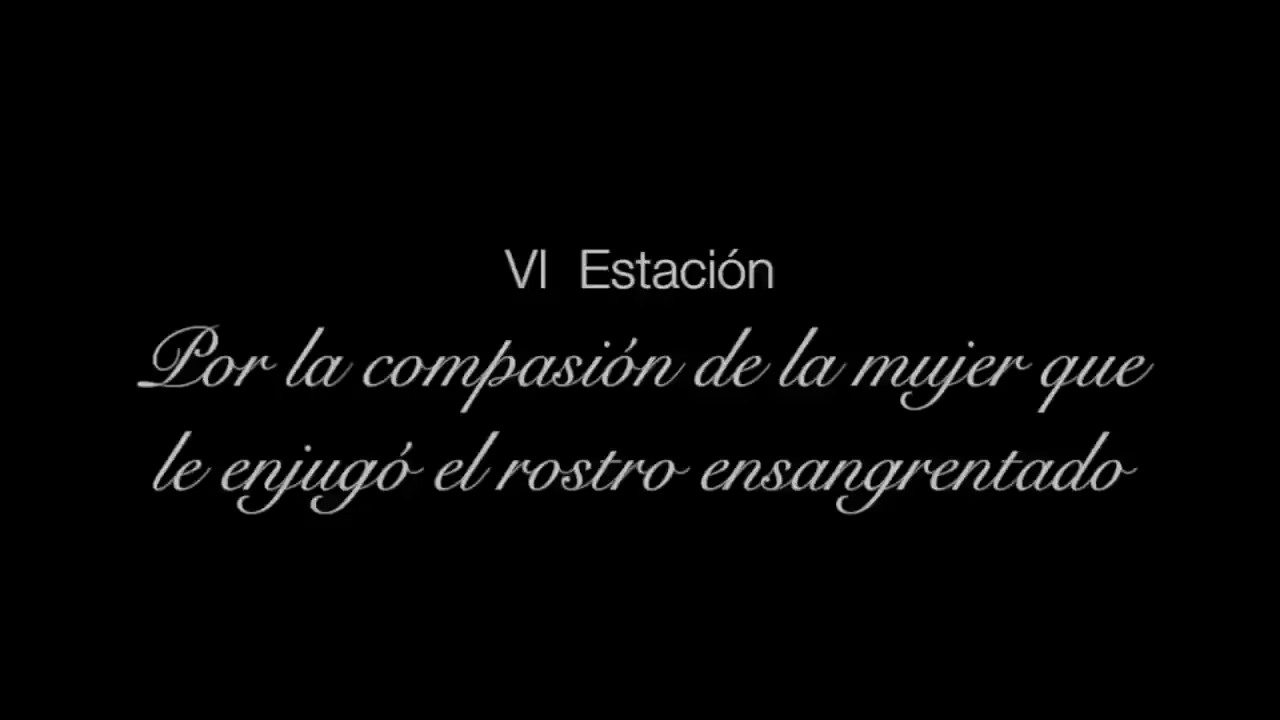 VI Estación
Por la compasión de la mujer que
le enjugó el rostro ensangrentado